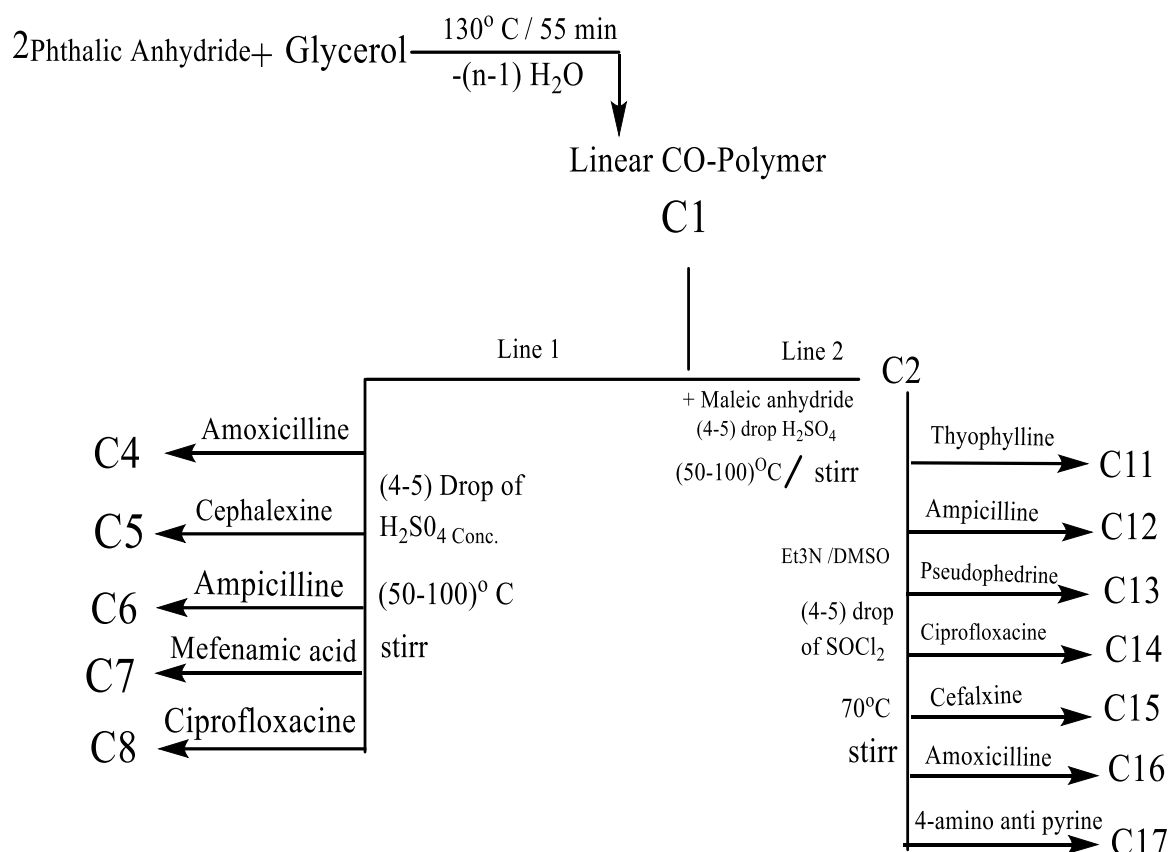 2Phthalic Anhydride+ Glycerol
130° C / 55 min
-(n-1) H₂O
Linear CO-Polymer
C1
Line 1
Line 2
C2
+ Maleic anhydride
(4-5) drop H₂SO₄
(50-100)ᴼC / stirr
Amoxicilline
C4
Cephalexine
C5
Ampicilline
C6
Mefenamic acid
C7
Ciprofloxacine
C8
(4-5) Drop of
H₂S0₄ Conc.
(50-100)° C
stirr
Et3N /DMSO
(4-5) drop
of SOCl₂
70°C
stirr
Thyophylline
C11
Ampicilline
C12
Pseudophedrine
C13
Ciprofloxacine
C14
Cefalxine
C15
Amoxicilline
C16
4-amino anti pyrine
C17